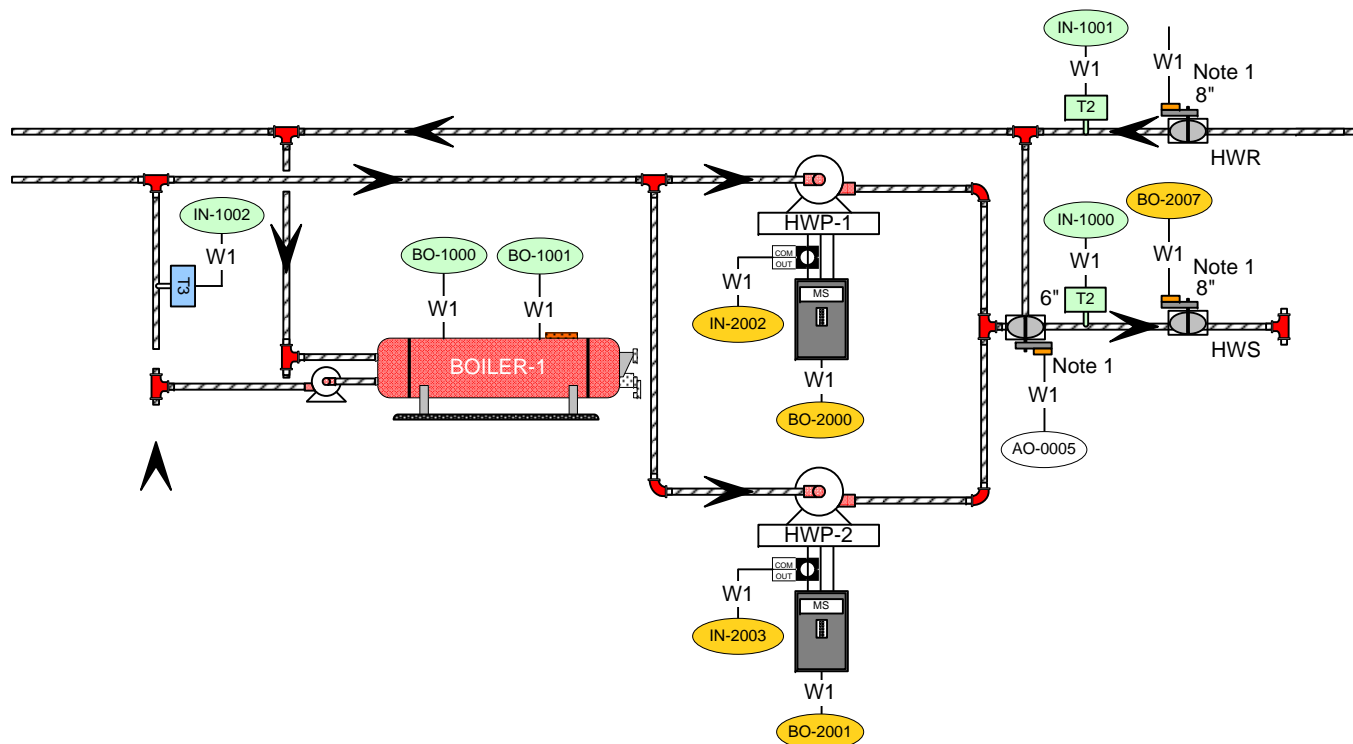 IN-1001
W1
W1
Note 1
8"
T2
HWR
IN-1002
W1
T3
BO-1000
W1
BO-1001
W1
BOILER-1
HWP-1
COM
OUT
W1
IN-2002
MS
W1
BO-2000
IN-1000
W1
T2
6"
BO-2007
W1
Note 1
8"
HWS
Note 1
W1
AO-0005
HWP-2
COM
OUT
W1
IN-2003
MS
W1
BO-2001